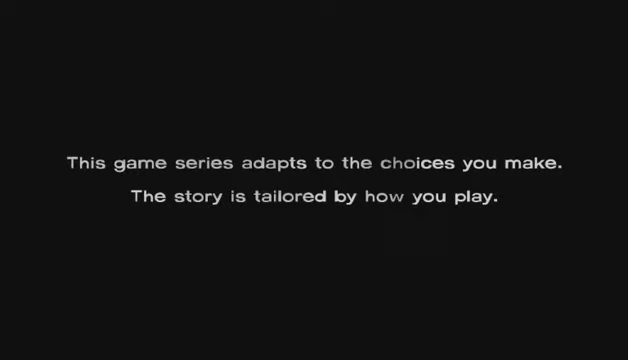 This game series adapts to the choices you make.
The story is tailored by how you play.